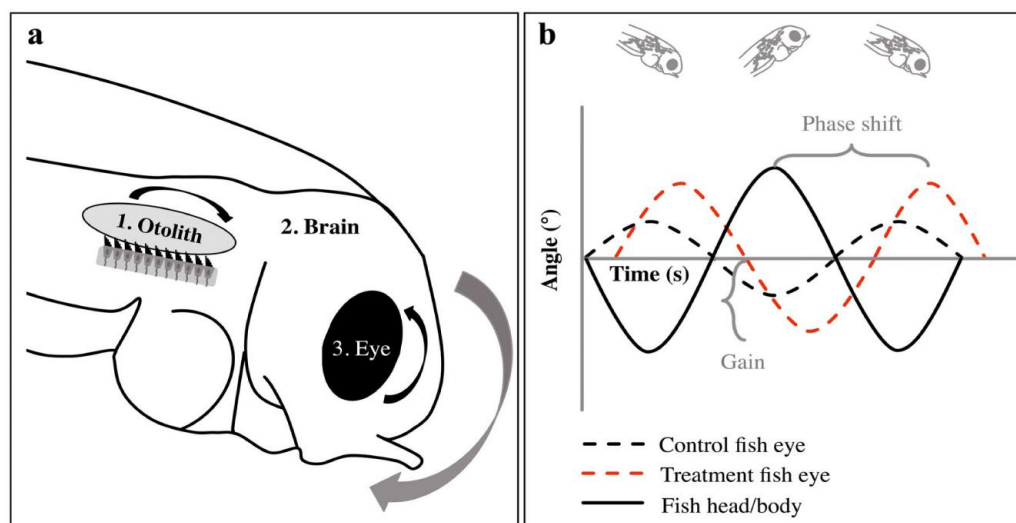 a
1. Otolith
2. Brain
3. Eye
b
Phase shift
Angle (°)
Time (s)
Gain
Control fish eye
Treatment fish eye
Fish head/body